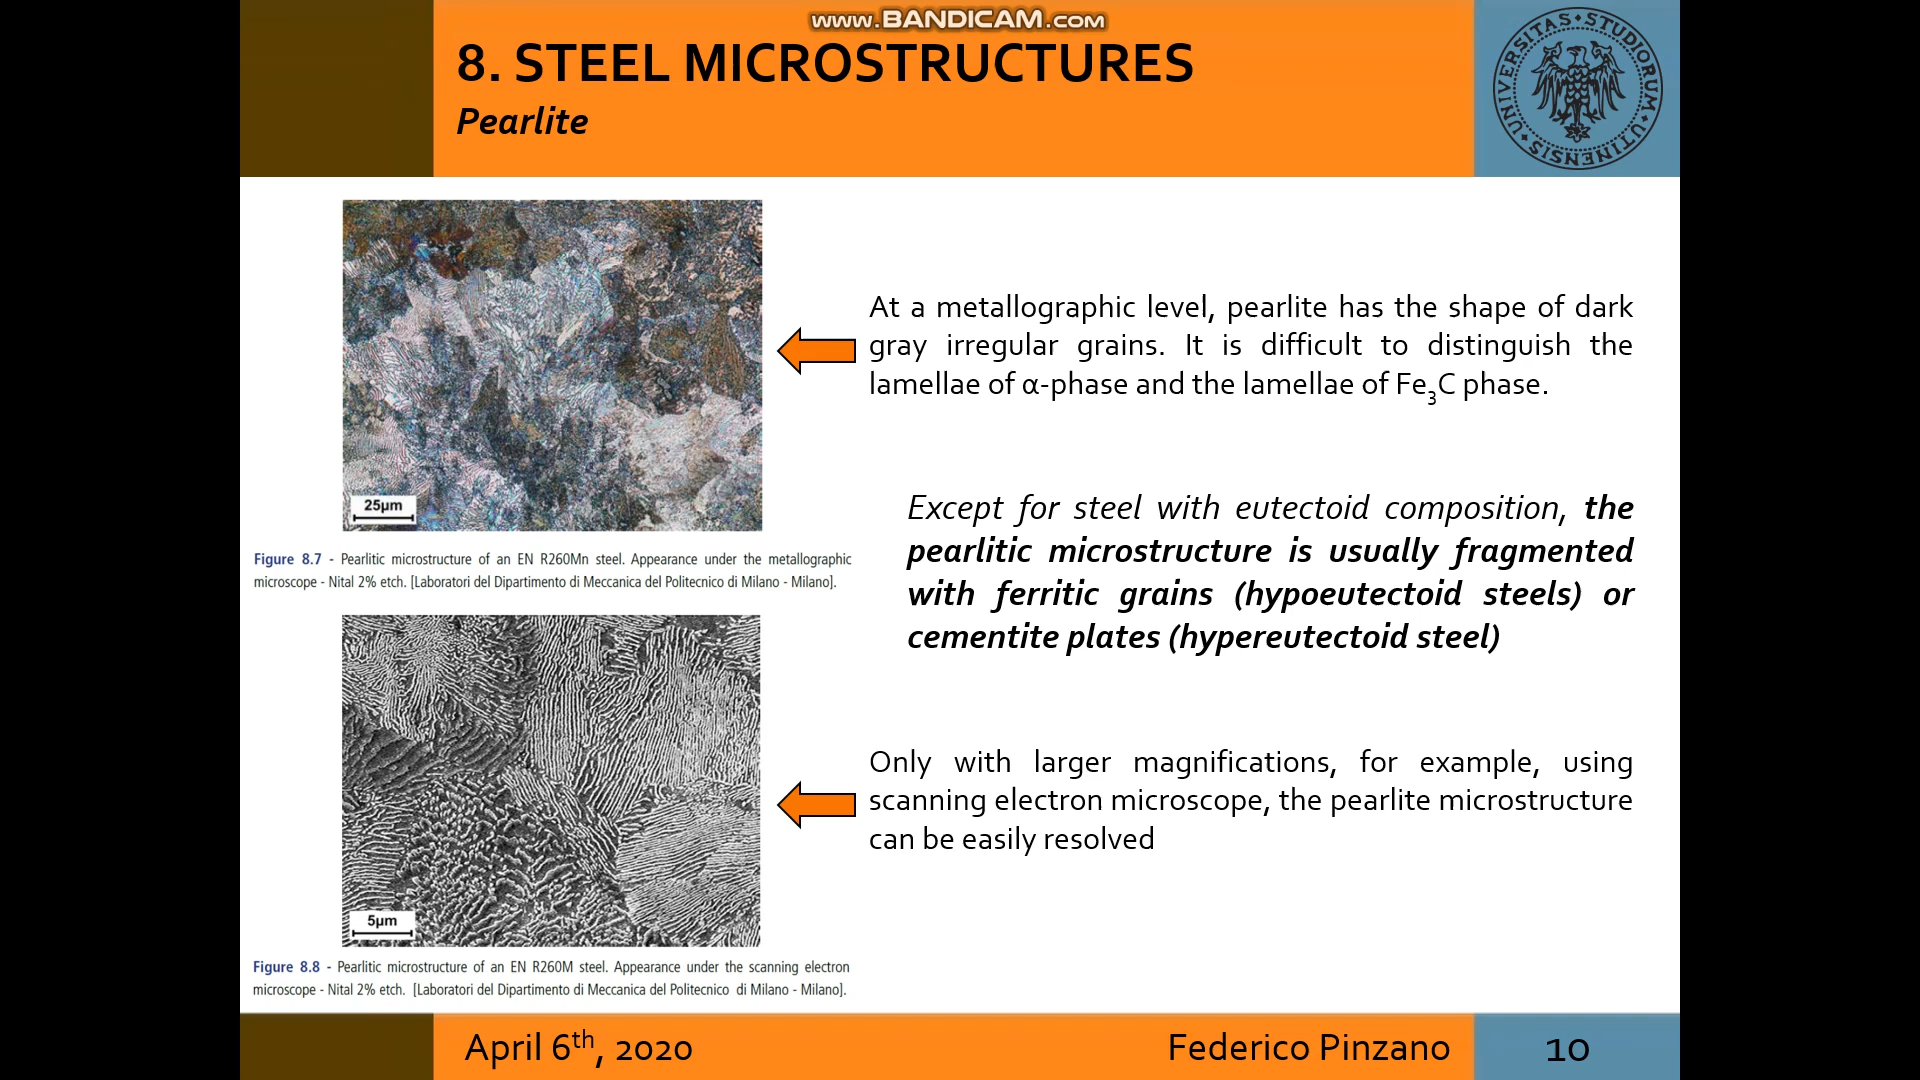 www.BANDICAM.com
8. STEEL MICROSTRUCTURES
Pearlite
UNIVERSITAS STUDIORUM UTINENSIS
25µm
Figure 8.7 - Pearlitic microstructure of an EN R260Mn steel. Appearance under the metallographic
microscope - Nital 2% etch. [Laboratori del Dipartimento di Meccanica del Politecnico di Milano - Milano].
At a metallographic level, pearlite has the shape of dark
gray irregular grains. It is difficult to distinguish the
lamellae of α-phase and the lamellae of Fe₃C phase.
Except for steel with eutectoid composition, the
pearlitic microstructure is usually fragmented
with ferritic grains (hypoeutectoid steels) or
cementite plates (hypereutectoid steel)
5µm
Figure 8.8 - Pearlitic microstructure of an EN R260M steel. Appearance under the scanning electron
microscope - Nital 2% etch. [Laboratori del Dipartimento di Meccanica del Politecnico di Milano - Milano].
Only with larger magnifications, for example, using
scanning electron microscope, the pearlite microstructure
can be easily resolved
April 6th, 2020
Federico Pinzano
10